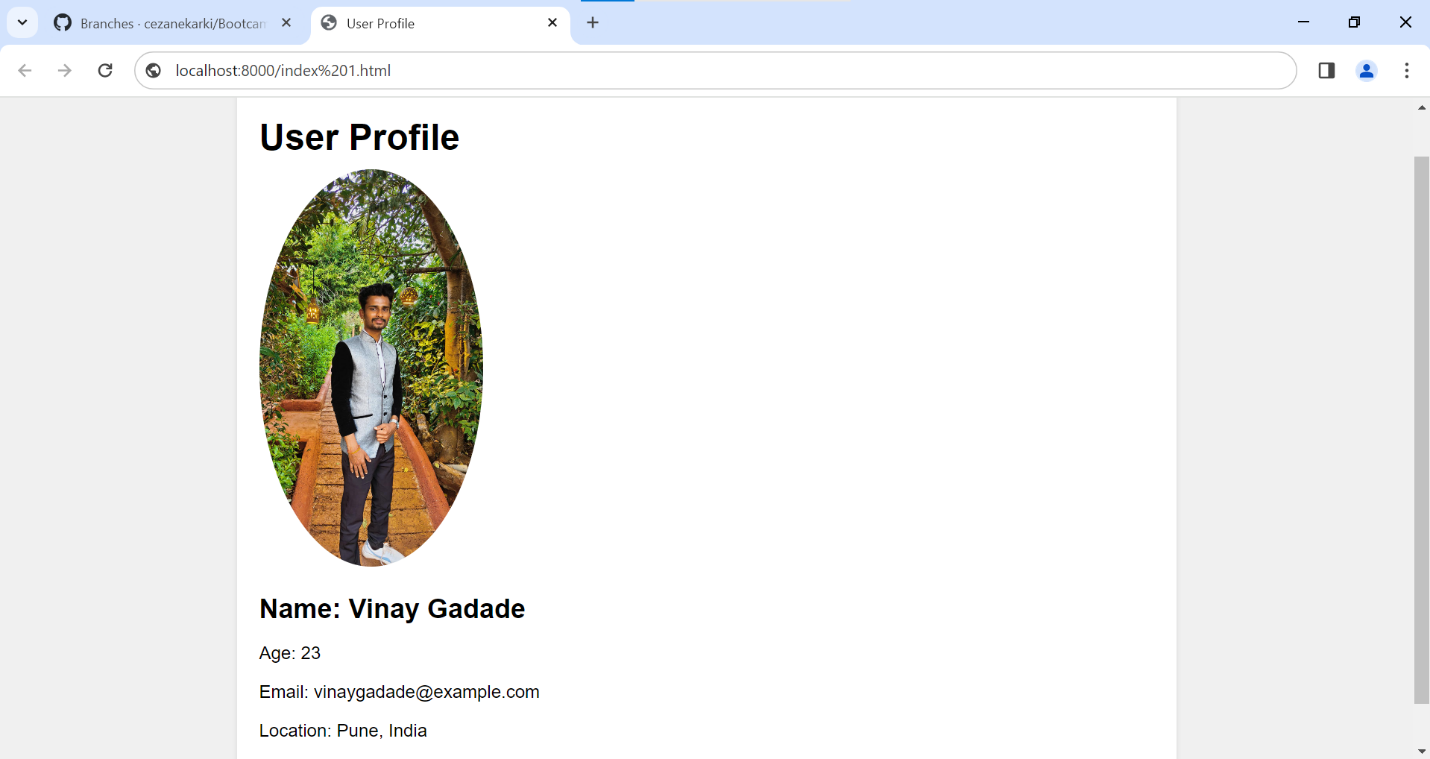 Branches · cezanekarki/Bootcam
User Profile
localhost:8000/index%201.html
User Profile
Name: Vinay Gadade
Age: 23
Email: vinaygadade@example.com
Location: Pune, India